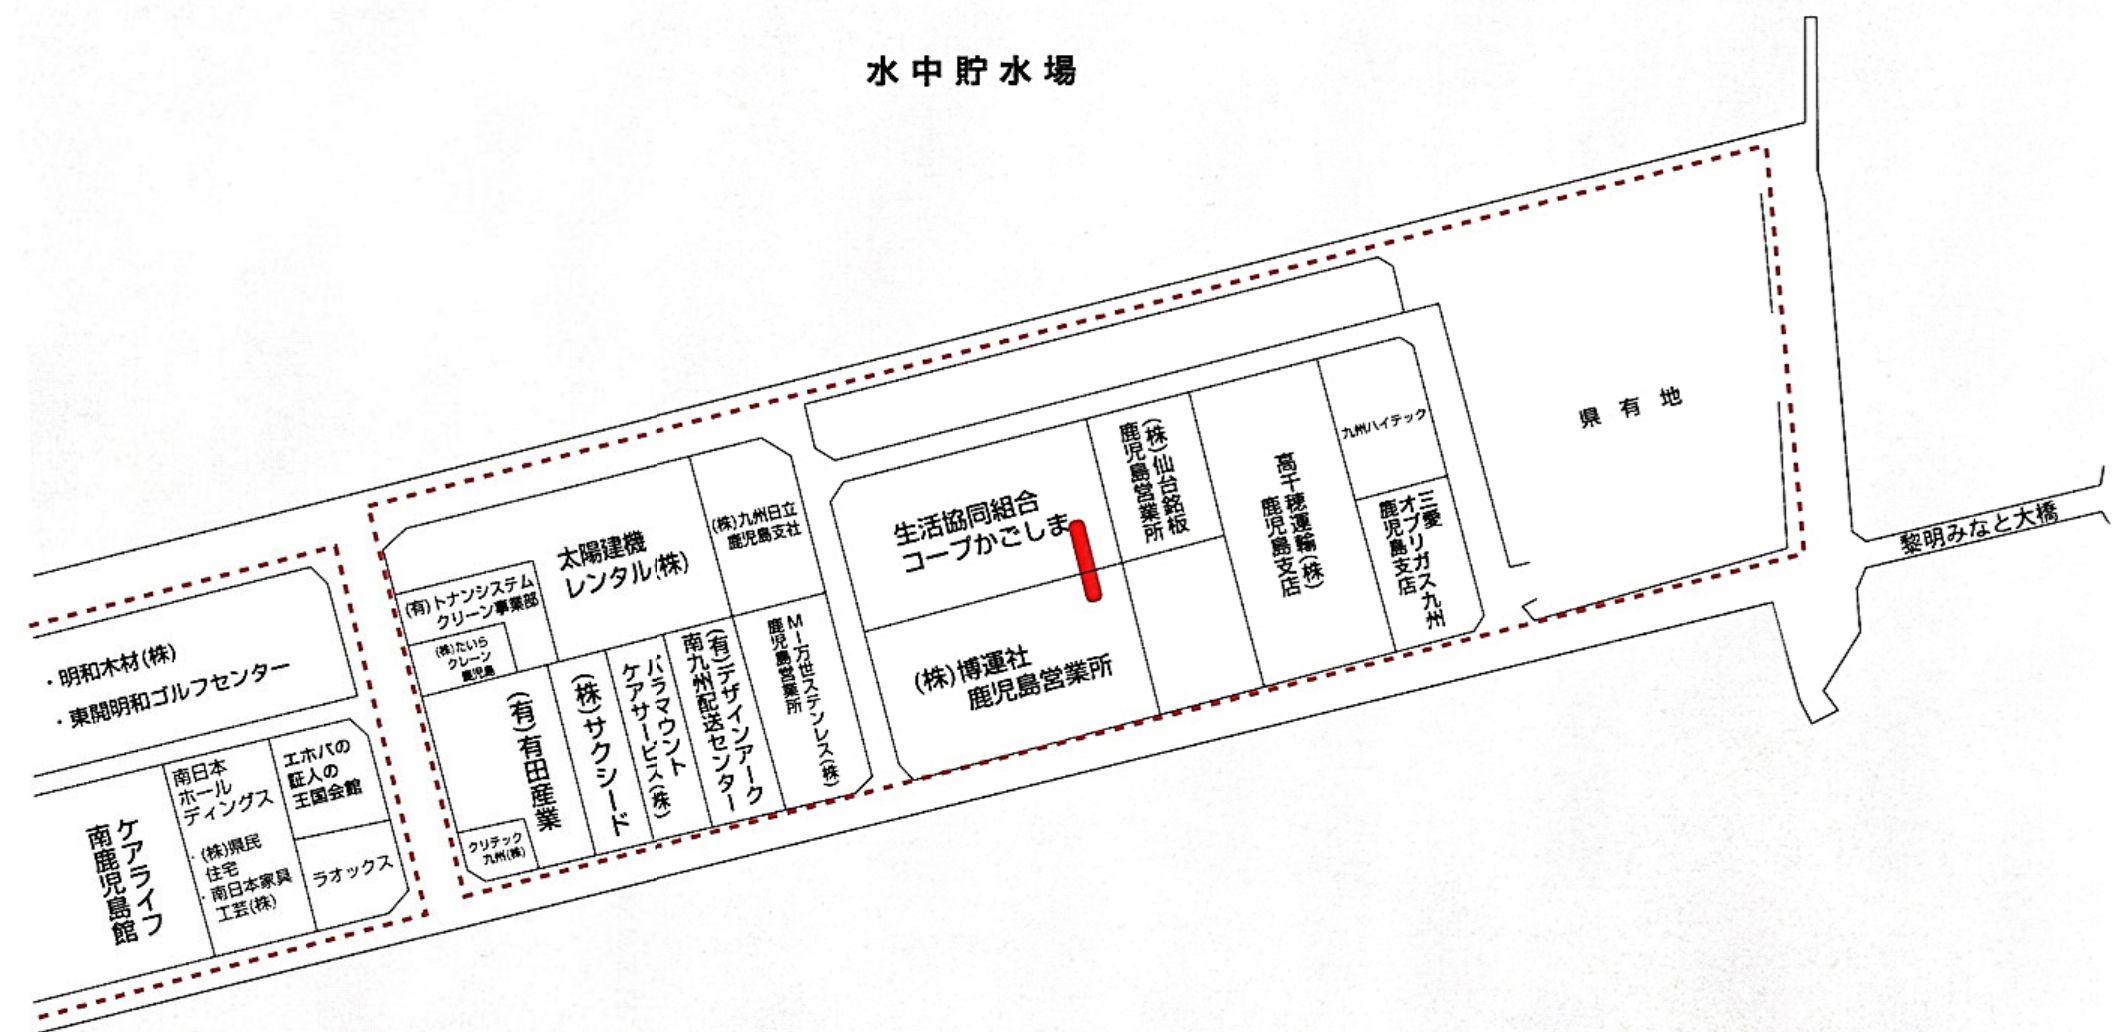 水中貯水場
県有地
黎明みなと大橋
九州ハイテック
三愛
オブリガス九州
鹿児島支店
高千穂運輸(株)
鹿児島支店
(株)仙台銘板
鹿児島営業所
生活協同組合
コープかごしま
(株)博運社
鹿児島営業所
(株)九州日立
鹿児島支社
太陽建機
レンタル(株)
(有)トナンシステム
クリーン事業部
(株)たいら
クレーン
鹿児島
M一万世ステンレス(株)
鹿児島営業所
(有)デザインアーク
南九州配送センター
パラマウント
ケアサービス(株)
(株)サクシード
(有)有田産業
クリテック
九州(株)
・明和木材(株)
・東開明和ゴルフセンター
エホバの
証人の
王国会館
ラオックス
南日本
ホール
ディングス
・(株)県民
住宅
・南日本家具
工芸(株)
ケアライフ
南鹿児島館